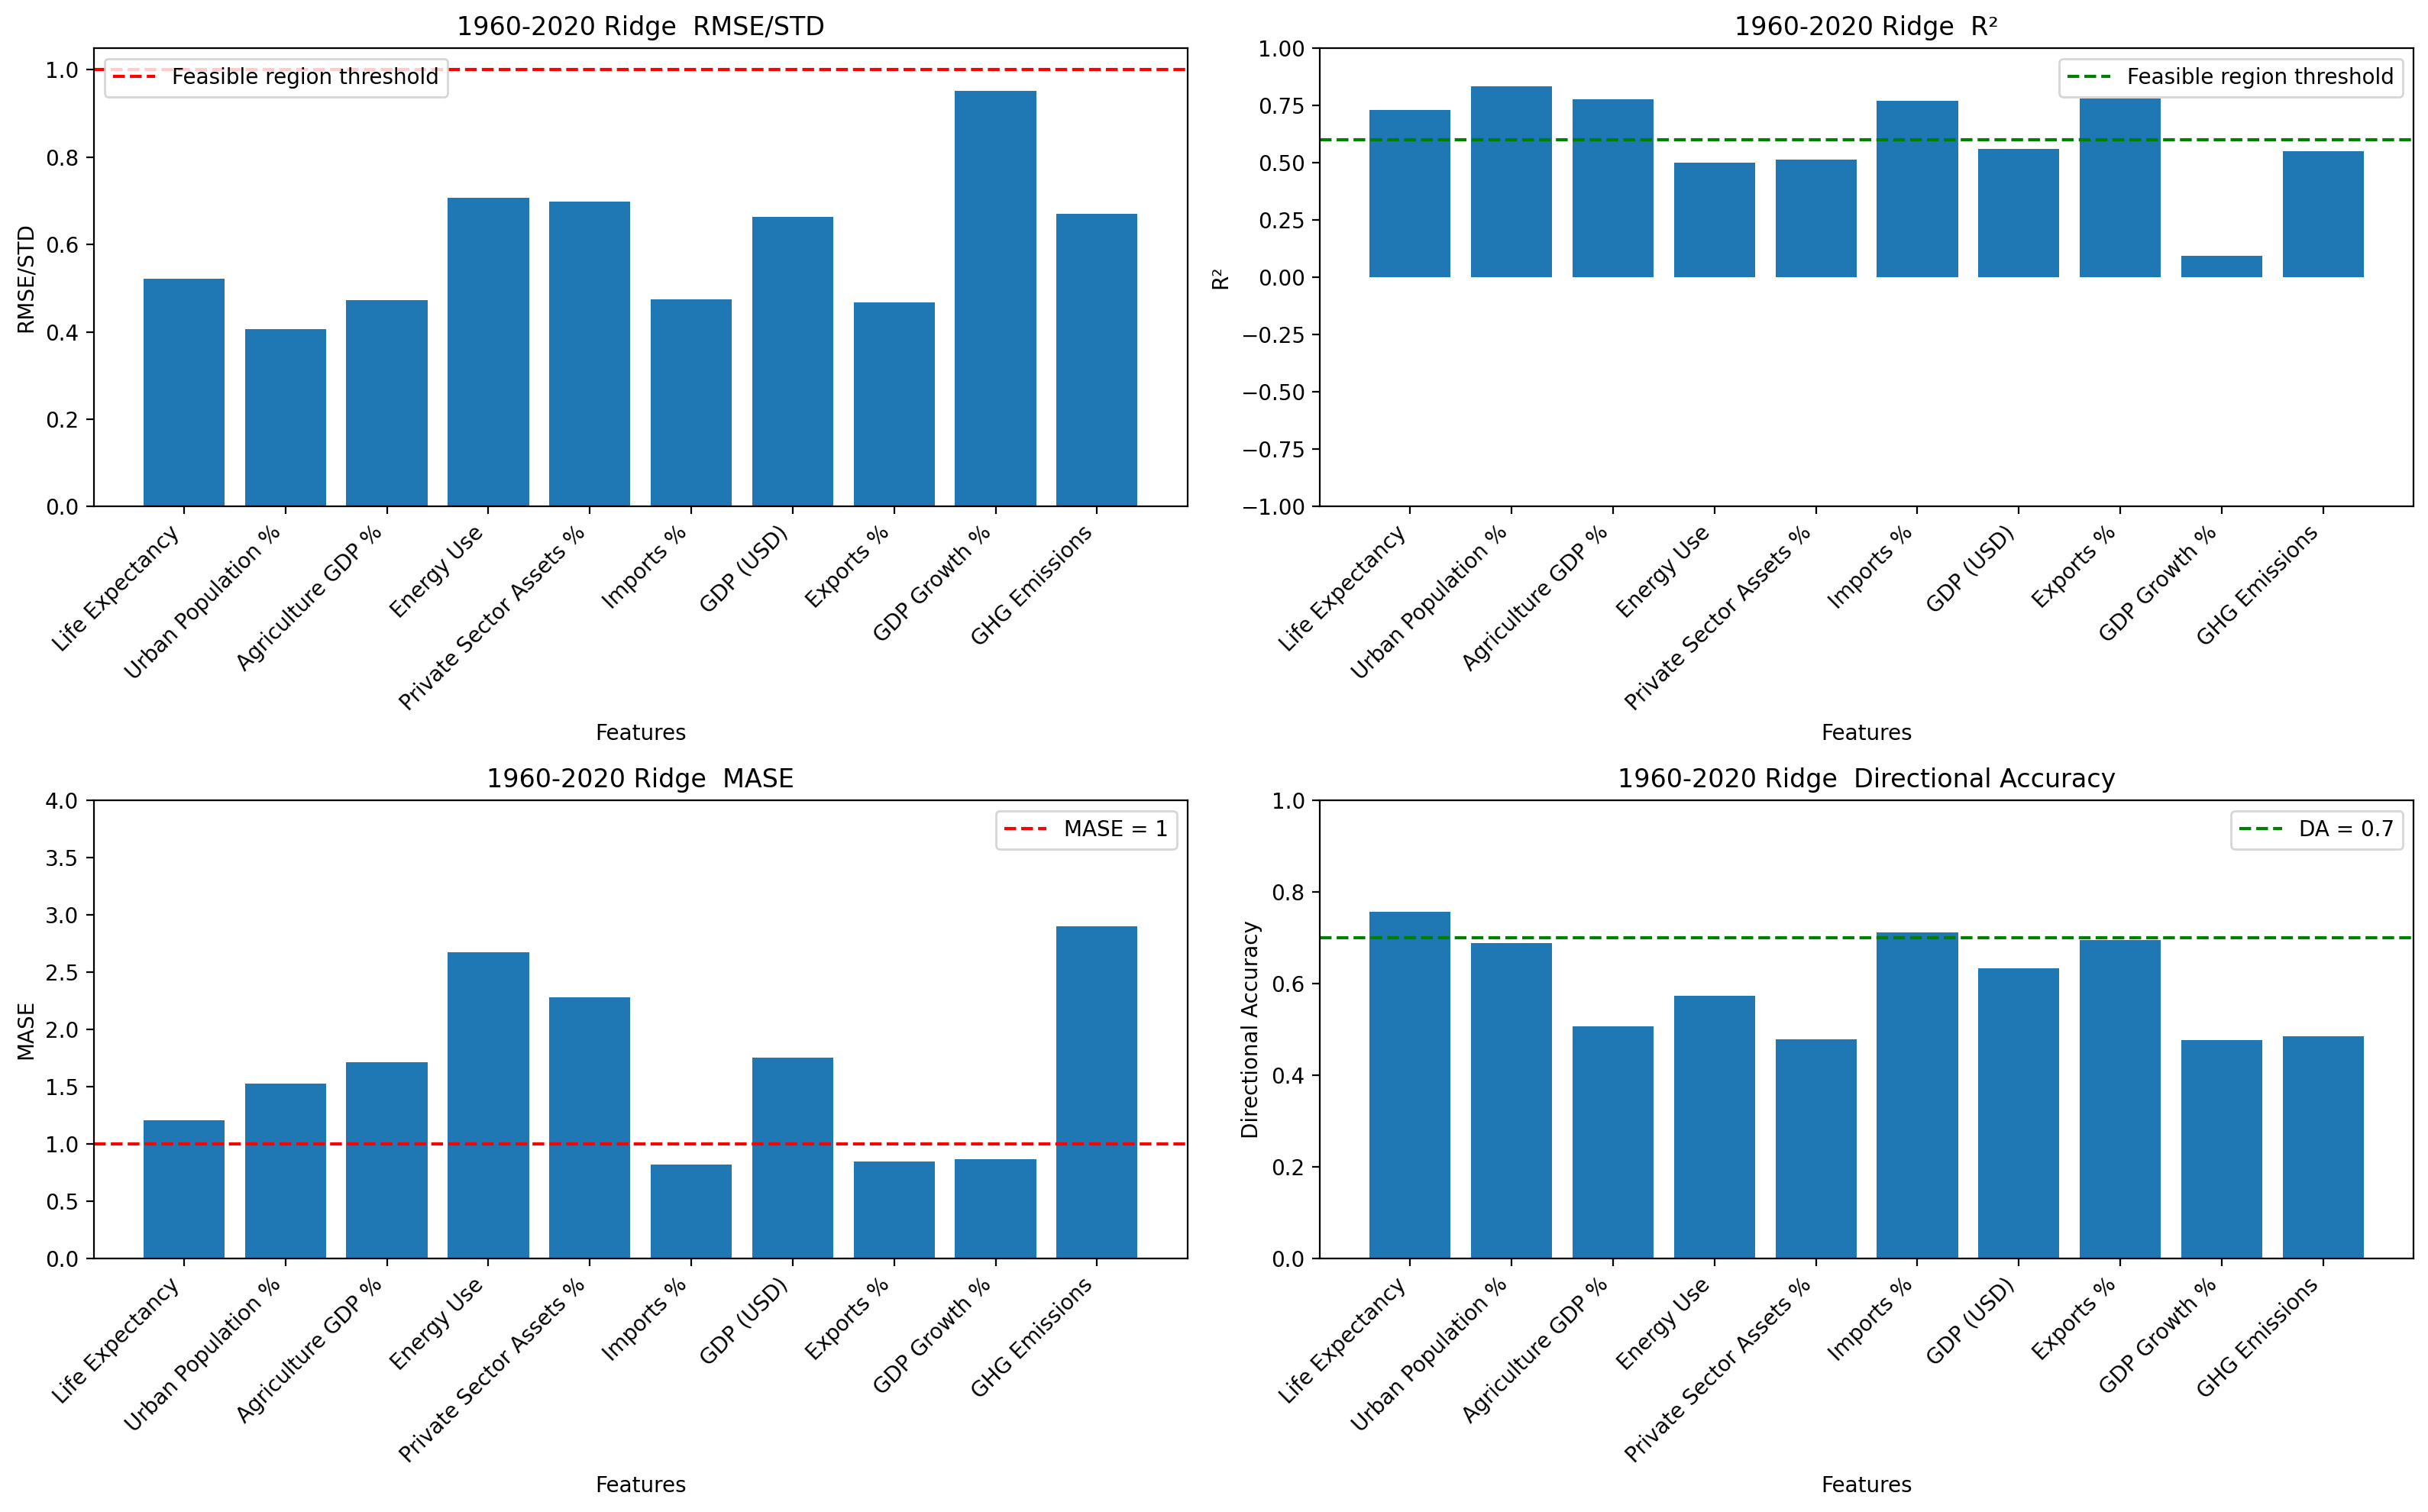 1960-2020 Ridge  RMSE/STD
RMSE/STD
1.0
0.8
0.6
0.4
0.2
0.0
Feasible region threshold
Life Expectancy
Urban Population %
Agriculture GDP %
Energy Use
Private Sector Assets %
Imports %
GDP (USD)
Exports %
GDP Growth %
GHG Emissions
Features
1960-2020 Ridge  R²
R²
1.00
0.75
0.50
0.25
0.00
−0.25
−0.50
−0.75
−1.00
Feasible region threshold
Life Expectancy
Urban Population %
Agriculture GDP %
Energy Use
Private Sector Assets %
Imports %
GDP (USD)
Exports %
GDP Growth %
GHG Emissions
Features
1960-2020 Ridge  MASE
MASE
4.0
3.5
3.0
2.5
2.0
1.5
1.0
0.5
0.0
MASE = 1
Life Expectancy
Urban Population %
Agriculture GDP %
Energy Use
Private Sector Assets %
Imports %
GDP (USD)
Exports %
GDP Growth %
GHG Emissions
Features
1960-2020 Ridge  Directional Accuracy
Directional Accuracy
1.0
0.8
0.6
0.4
0.2
0.0
DA = 0.7
Life Expectancy
Urban Population %
Agriculture GDP %
Energy Use
Private Sector Assets %
Imports %
GDP (USD)
Exports %
GDP Growth %
GHG Emissions
Features